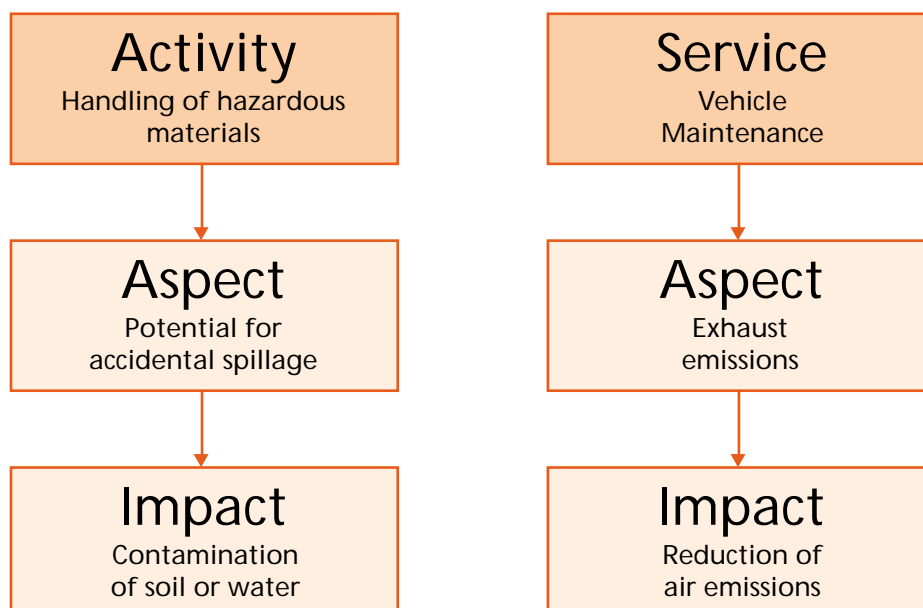 Activity
Handling of hazardous
materials
Aspect
Potential for
accidental spillage
Impact
Contamination
of soil or water
Service
Vehicle
Maintenance
Aspect
Exhaust
emissions
Impact
Reduction of
air emissions